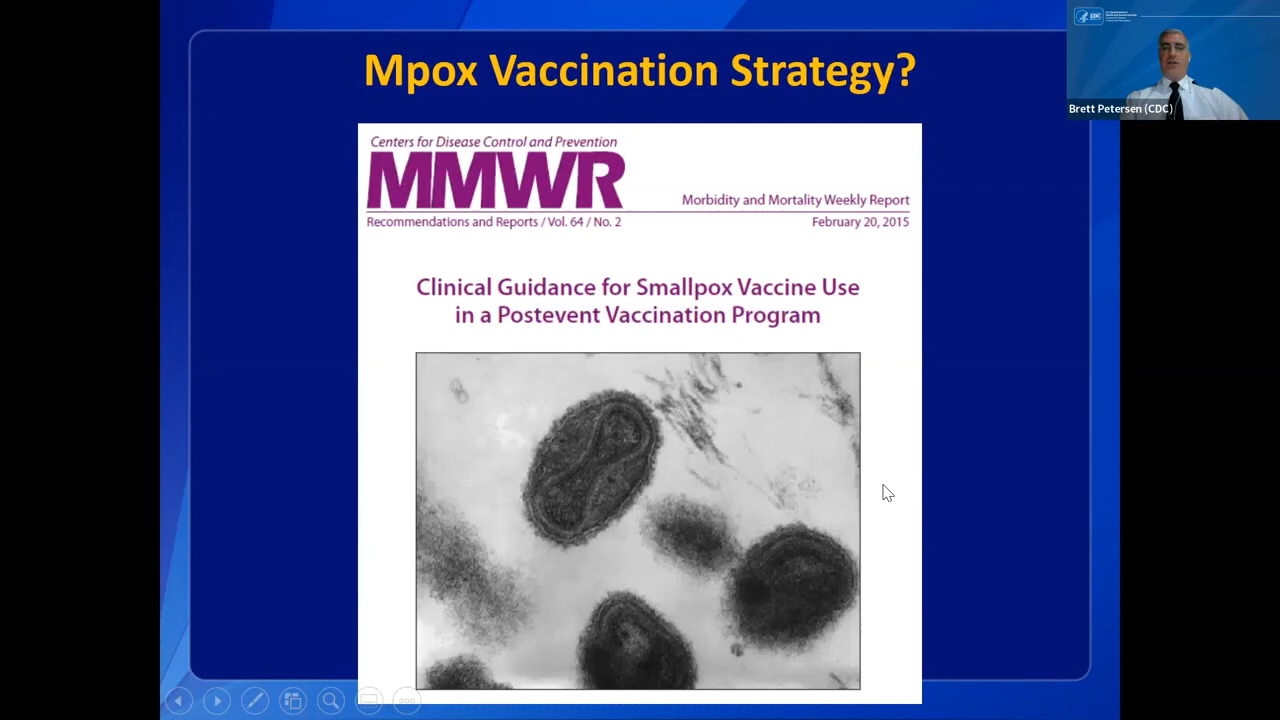 Mpox Vaccination Strategy?
Centers for Disease Control and Prevention
MMWR
Morbidity and Mortality Weekly Report
Recommendations and Reports / Vol. 64 / No. 2
February 20, 2015
Clinical Guidance for Smallpox Vaccine Use
in a Postevent Vaccination Program
CDC
Brett Petersen (CDC)